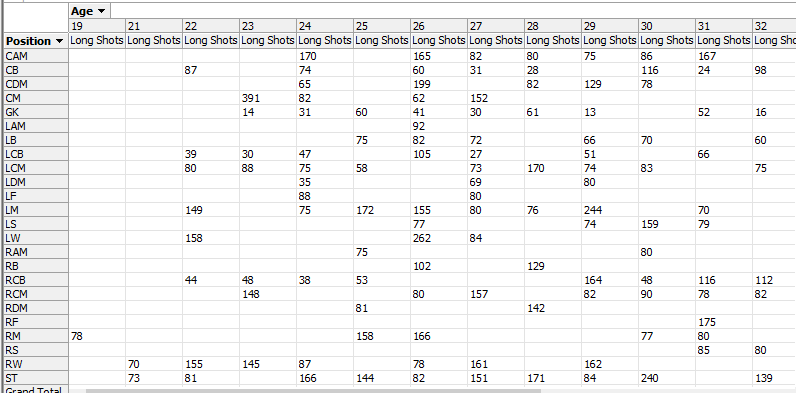 Age
19 21 22 23 24 25 26 27 28 29 30 31 32
Position Long Shots Long Shots Long Shots Long Shots Long Shots Long Shots Long Shots Long Shots Long Shots Long Shots Long Shots Long Shots Long Sho
CAM 170 165 82 80 75 86 167
CB 87 74 60 31 28 116 24 98
CDM 65 199 82 129 78
CM 391 82 62 152
GK 14 31 60 41 30 61 13 52 16
LAM 92
LB 75 82 72 66 70 60
LCB 39 30 47 105 27 51 66
LCM 80 88 75 58 73 170 74 83 75
LDM 35 69 80
LF 88 80
LM 149 75 172 155 80 76 244 70
LS 77 74 159 79
LW 158 262 84
RAM 75 80
RB 102 129
RCB 44 48 38 53 164 48 116 112
RCM 148 80 157 82 90 78 82
RDM 81 142
RF 175
RM 78 158 166 77 80
RS 85 80
RW 70 155 145 87 78 161 162
ST 73 81 166 144 82 151 171 84 240 139
Grand Total